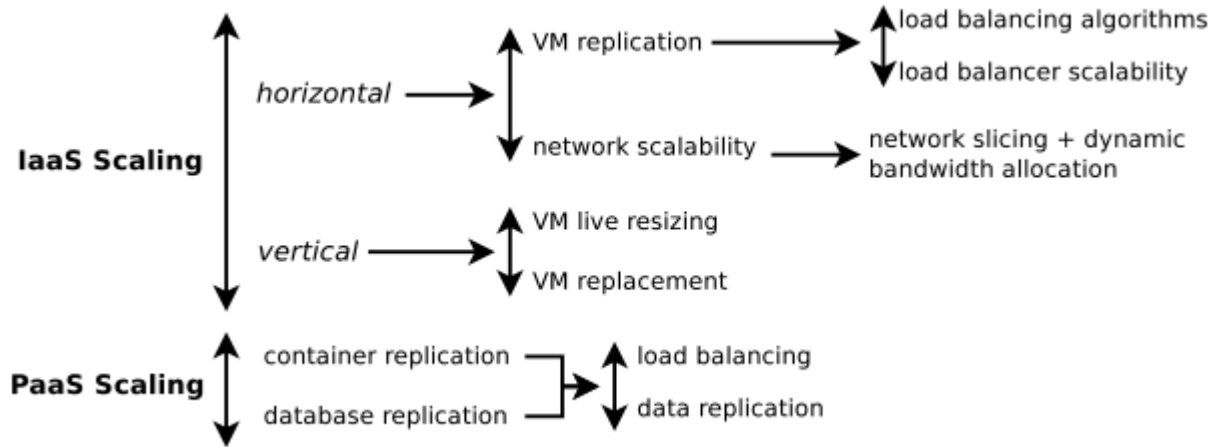 load balancing algorithms
VM replication
load balancer scalability
horizontal
network scalability
network slicing + dynamic
bandwidth allocation
IaaS Scaling
VM live resizing
vertical
VM replacement
container replication
load balancing
PaaS Scaling
database replication
data replication